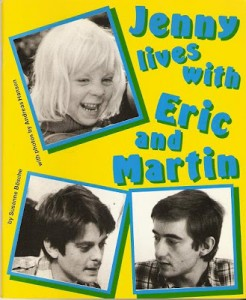 Jenny
lives with
Eric
and
Martin
with photos by Andreas Hansen
by Susanne Bösche